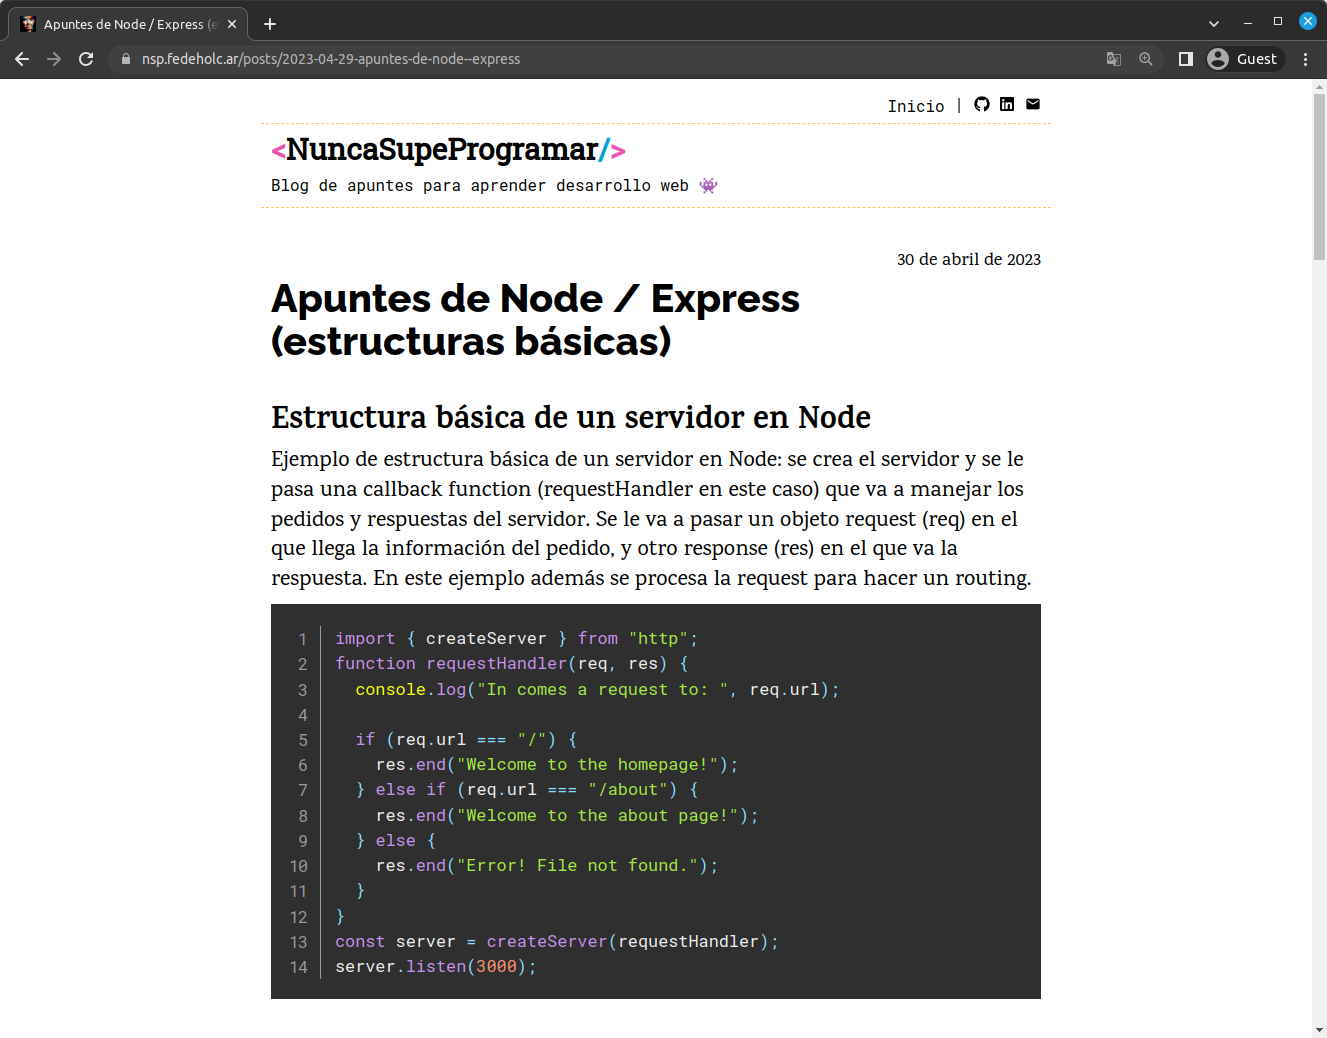 Apuntes de Node / Express (e
Guest
nsp.fedeholc.ar/posts/2023-04-29-apuntes-de-node--express
Inicio |
<NuncaSupeProgramar/>
Blog de apuntes para aprender desarrollo web 👾
30 de abril de 2023
Apuntes de Node / Express
(estructuras básicas)
Estructura básica de un servidor en Node
Ejemplo de estructura básica de un servidor en Node: se crea el servidor y se le
pasa una callback function (requestHandler en este caso) que va a manejar los
pedidos y respuestas del servidor. Se le va a pasar un objeto request (req) en el
que llega la información del pedido, y otro response (res) en el que va la
respuesta. En este ejemplo además se procesa la request para hacer un routing.
1 import { createServer } from "http";
2 function requestHandler(req, res) {
3   console.log("In comes a request to: ", req.url);
4
5   if (req.url === "/") {
6     res.end("Welcome to the homepage!");
7   } else if (req.url === "/about") {
8     res.end("Welcome to the about page!");
9   } else {
10     res.end("Error! File not found.");
11   }
12 }
13 const server = createServer(requestHandler);
14 server.listen(3000);